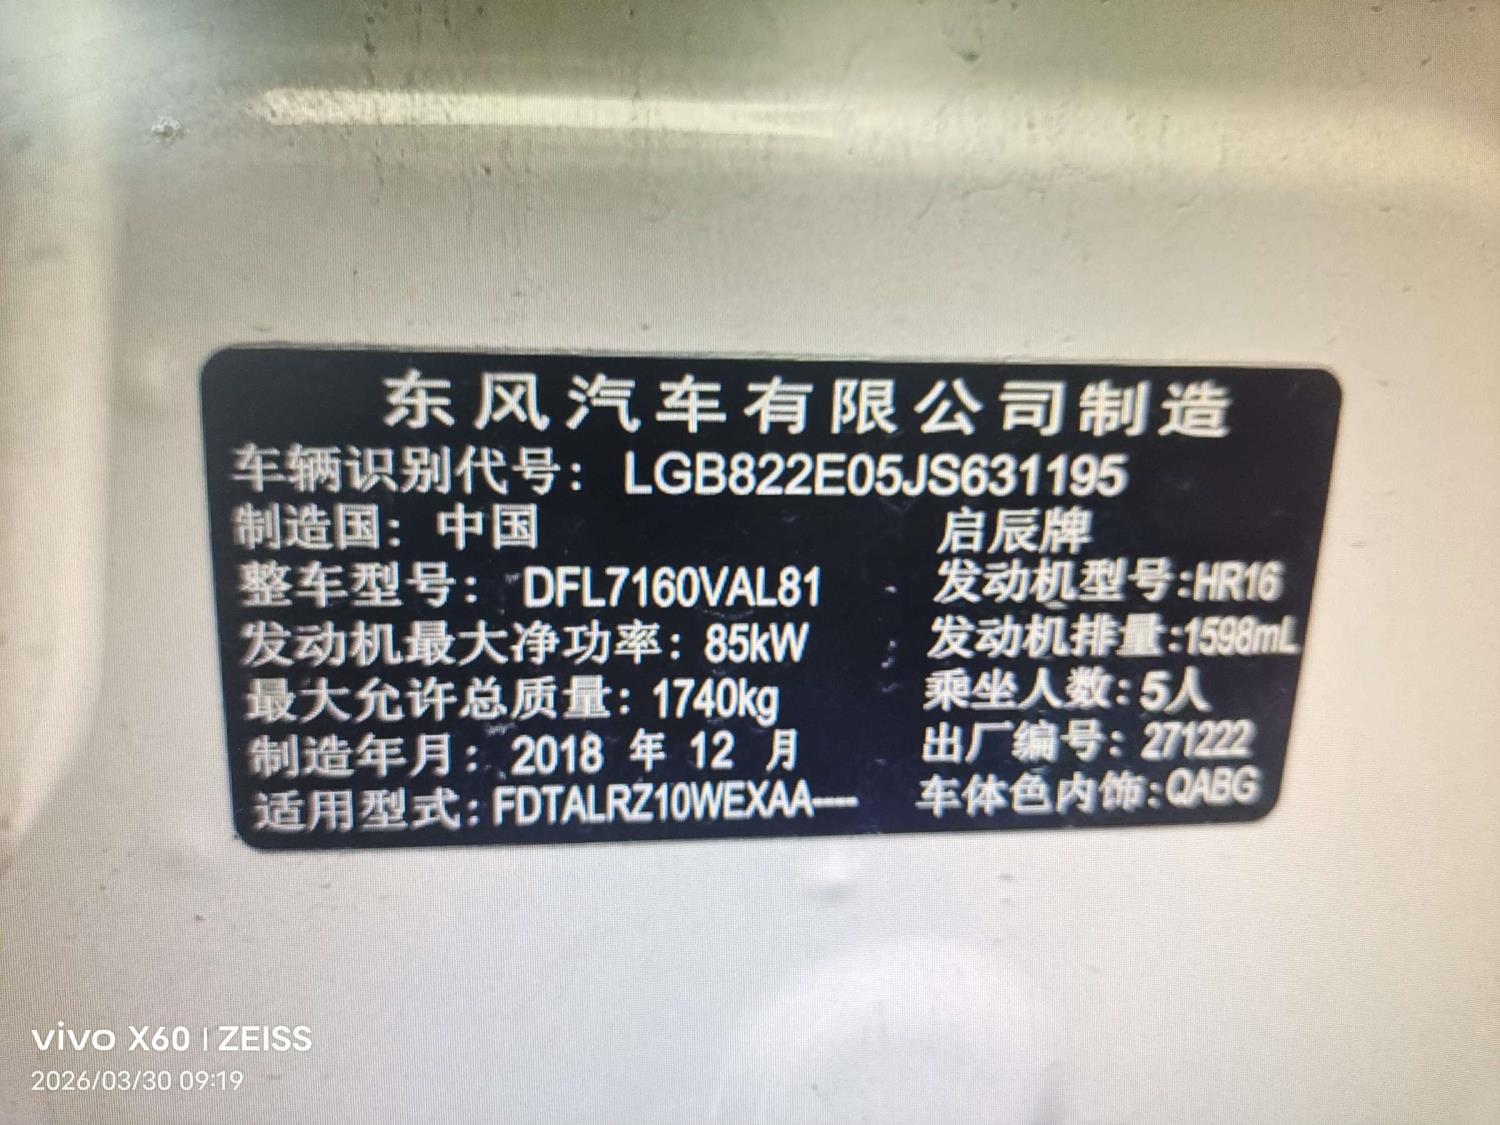 东风汽车有限公司制造
车辆识别代号: LGB822E05JS631195
制造国: 中国 启辰牌
整车型号: DFL7160VAL81 发动机型号:HR16
发动机最大净功率: 85kW 发动机排量:1598mL
最大允许总质量: 1740kg 乘坐人数:5人
制造年月: 2018 年 12 月 出厂编号: 271222
适用型式:FDTALRZ10WEXAA---- 车体色内饰:QABG
vivo X60 | ZEISS
2026/03/30 09:19